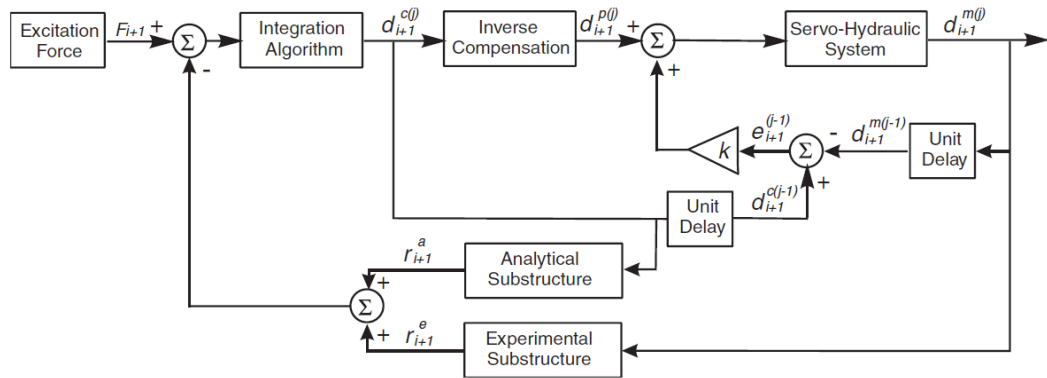 Excitation
Force
F_{i+1} +
Σ
-
Integration
Algorithm
d_{i+1}^{c(j)}
Inverse
Compensation
d_{i+1}^{p(j)} +
Σ
+
Servo-Hydraulic
System
d_{i+1}^{m(j)}
k
e_{i+1}^{(j-1)}
Σ
-
+
d_{i+1}^{m(j-1)}
Unit
Delay
Unit
Delay
d_{i+1}^{c(j-1)}
r_{i+1}^{a}
Analytical
Substructure
+
Σ
+
r_{i+1}^{e}
Experimental
Substructure